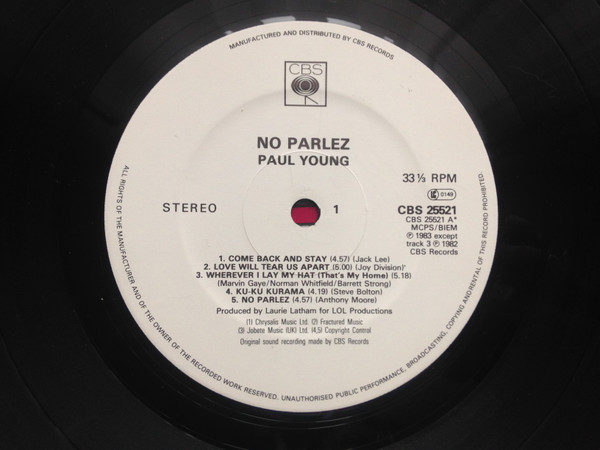 MANUFACTURED AND DISTRIBUTED BY CBS RECORDS
CBS
NO PARLEZ
PAUL YOUNG
33⅓ RPM
0149
STEREO
1
CBS 25521
CBS 25521 A*
MCPS/BIEM
℗ 1983 except
track 3 ℗ 1982
CBS Records
1. COME BACK AND STAY (4.57) (Jack Lee)
2. LOVE WILL TEAR US APART (5.00) (Joy Division)'
3. WHEREVER I LAY MY HAT (That's My Home) (5.18)
(Marvin Gaye/Norman Whitfield/Barrett Strong)
4. KU-KU KURAMA (4.19) (Steve Bolton)
5. NO PARLEZ (4.57) (Anthony Moore)
Produced by Laurie Latham for LOL Productions
(1) Chrysalis Music Ltd. (2) Fractured Music
(3) Jobete Music (UK) Ltd. (4,5) Copyright Control
Original sound recording made by CBS Records
ALL RIGHTS OF THE MANUFACTURER AND OF THE OWNER OF THE RECORDED WORK RESERVED. UNAUTHORISED PUBLIC PERFORMANCE, BROADCASTING, COPYING AND RENTAL OF THIS RECORD PROHIBITED.